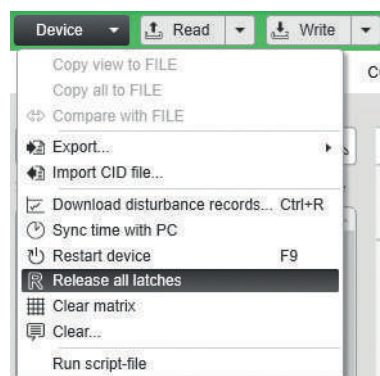 Device Read Write
Copy view to FILE
Copy all to FILE
Compare with FILE
Export...
Import CID file...
Download disturbance records... Ctrl+R
Sync time with PC
Restart device F9
Release all latches
Clear matrix
Clear...
Run script-file